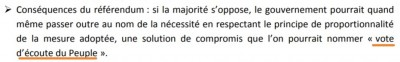 ➢ Conséquences du référendum : si la majorité s'oppose, le gouvernement pourrait quand
même passer outre au nom de la nécessité en respectant le principe de proportionnalité
de la mesure adoptée, une solution de compromis que l'on pourrait nommer « vote
d'écoute du Peuple ».